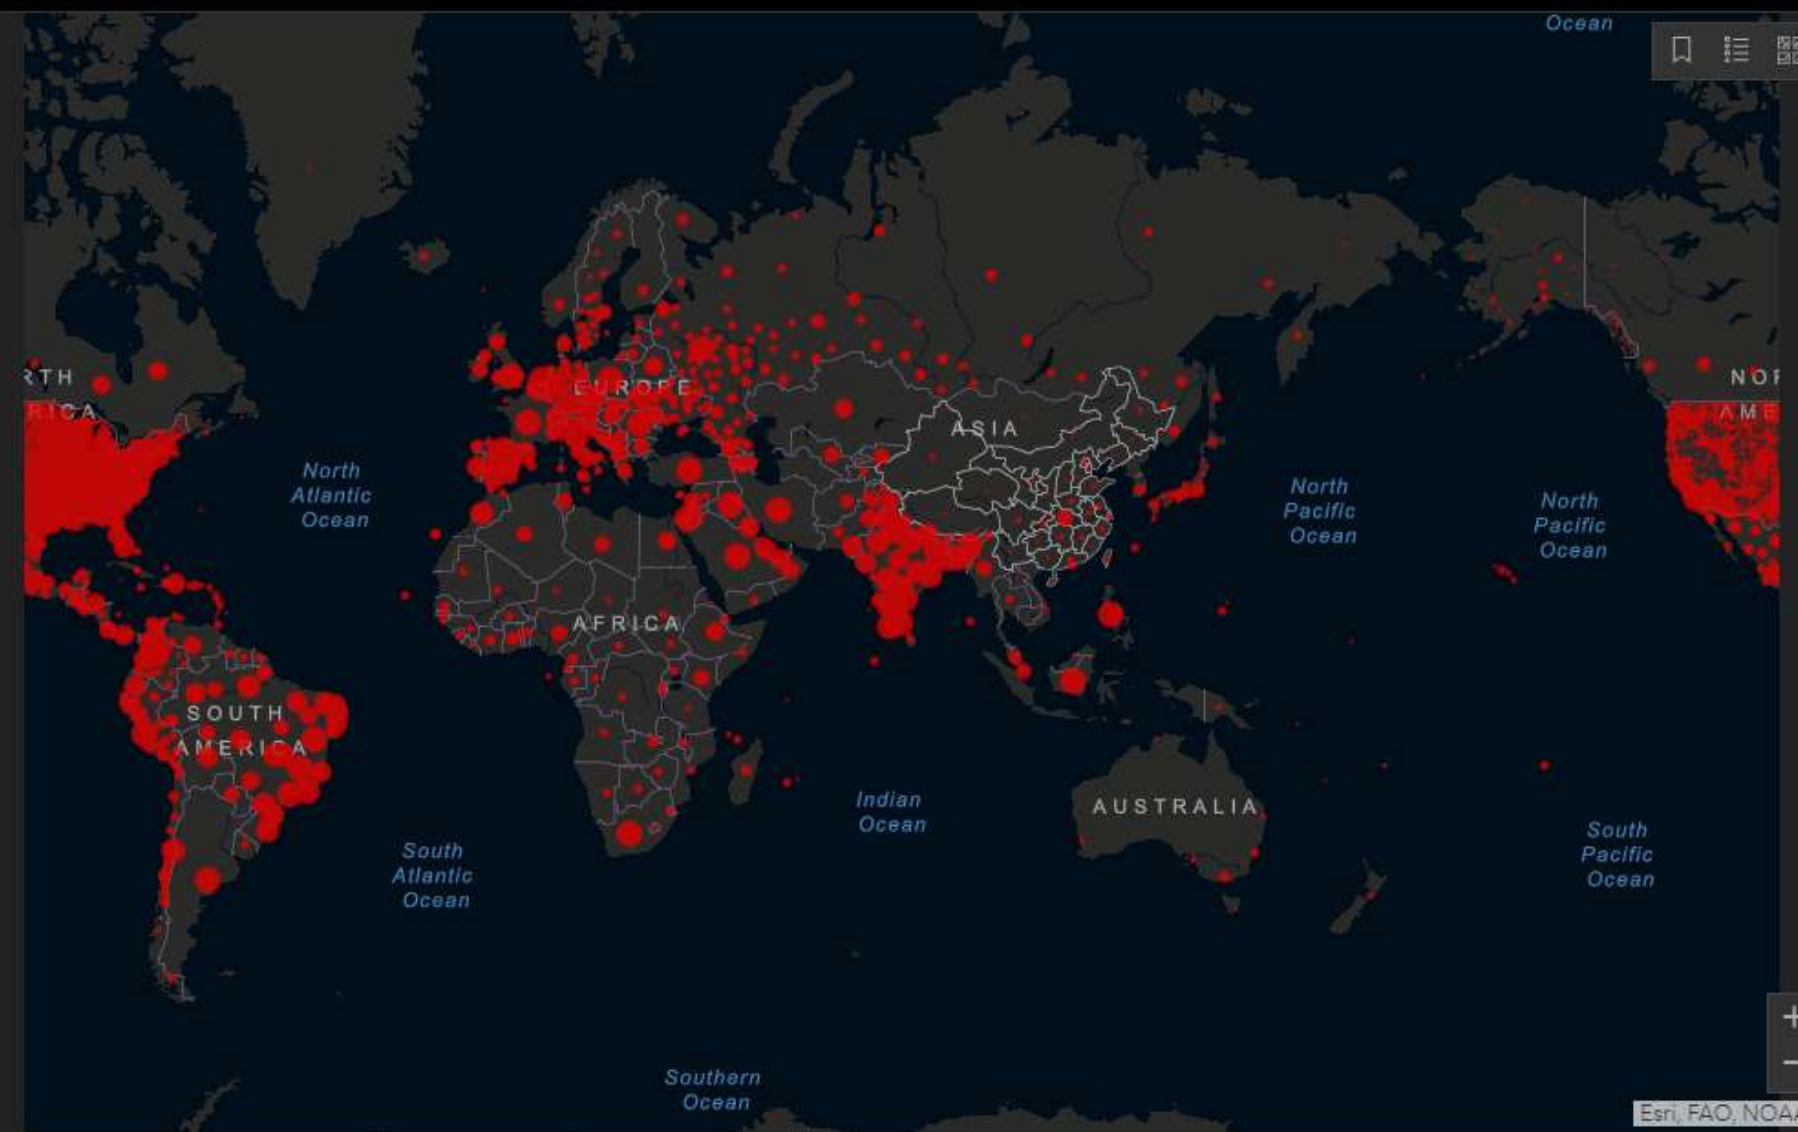 Ocean
RTH
RICA
EUROPE
ASIA
NOR
AME
North
Atlantic
Ocean
North
Pacific
Ocean
North
Pacific
Ocean
AFRICA
SOUTH
AMERICA
AUSTRALIA
Indian
Ocean
South
Atlantic
Ocean
South
Pacific
Ocean
Southern
Ocean
Esri, FAO, NOAA